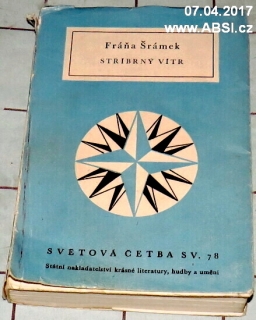 07.04.2017
www.ABSi.cz
Fráňa Šrámek
STŘÍBRNÝ VÍTR
SVĚTOVÁ ČETBA SV. 78
Státní nakladatelství krásné literatury, hudby a umění